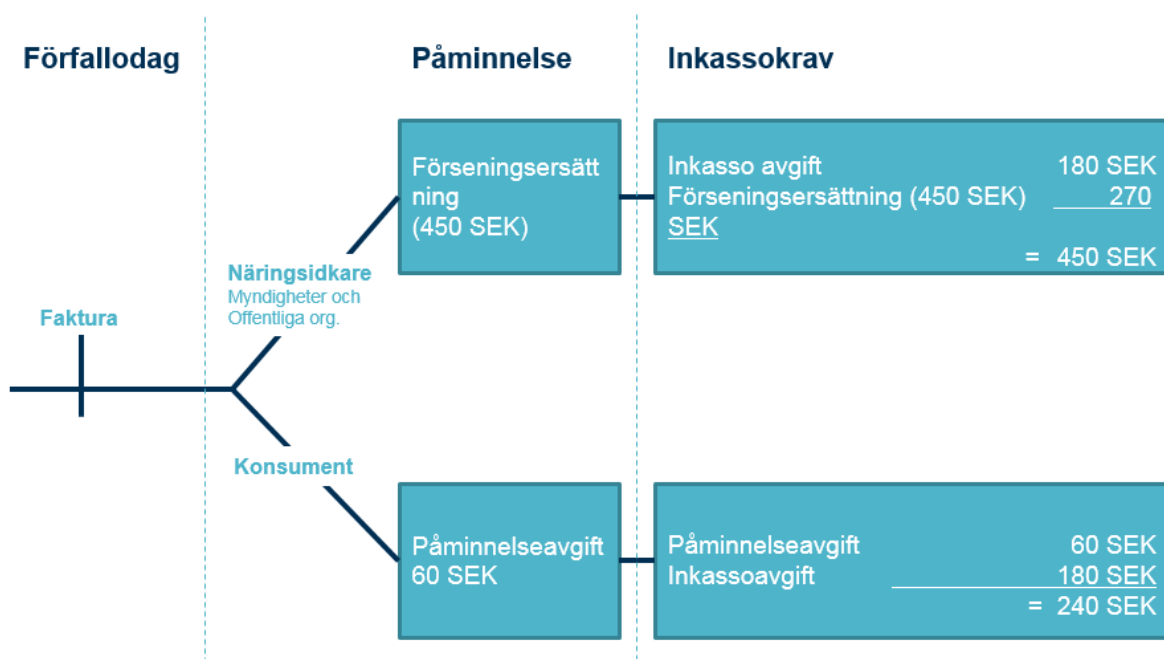 Förfallodag
Påminnelse
Inkassokrav
Faktura
Näringsidkare
Myndigheter och
Offentliga org.
Förseningsersätt
ning
(450 SEK)
Inkasso avgift 180 SEK
Förseningsersättning (450 SEK) 270
SEK
= 450 SEK
Konsument
Påminnelseavgift
60 SEK
Påminnelseavgift 60 SEK
Inkassoavgift 180 SEK
= 240 SEK